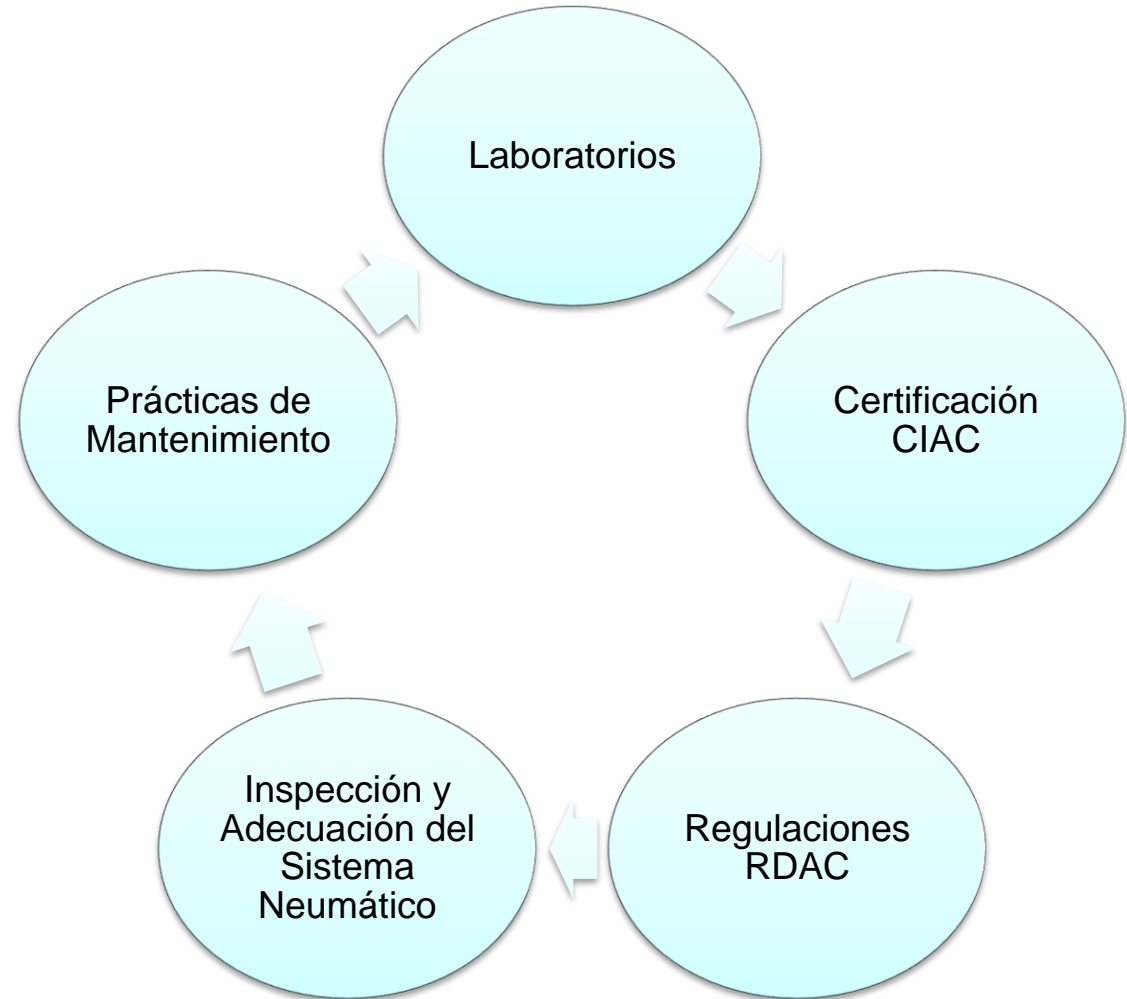 Laboratorios
Certificación
CIAC
Regulaciones
RDAC
Inspección y
Adecuación del
Sistema
Neumático
Prácticas de
Mantenimiento